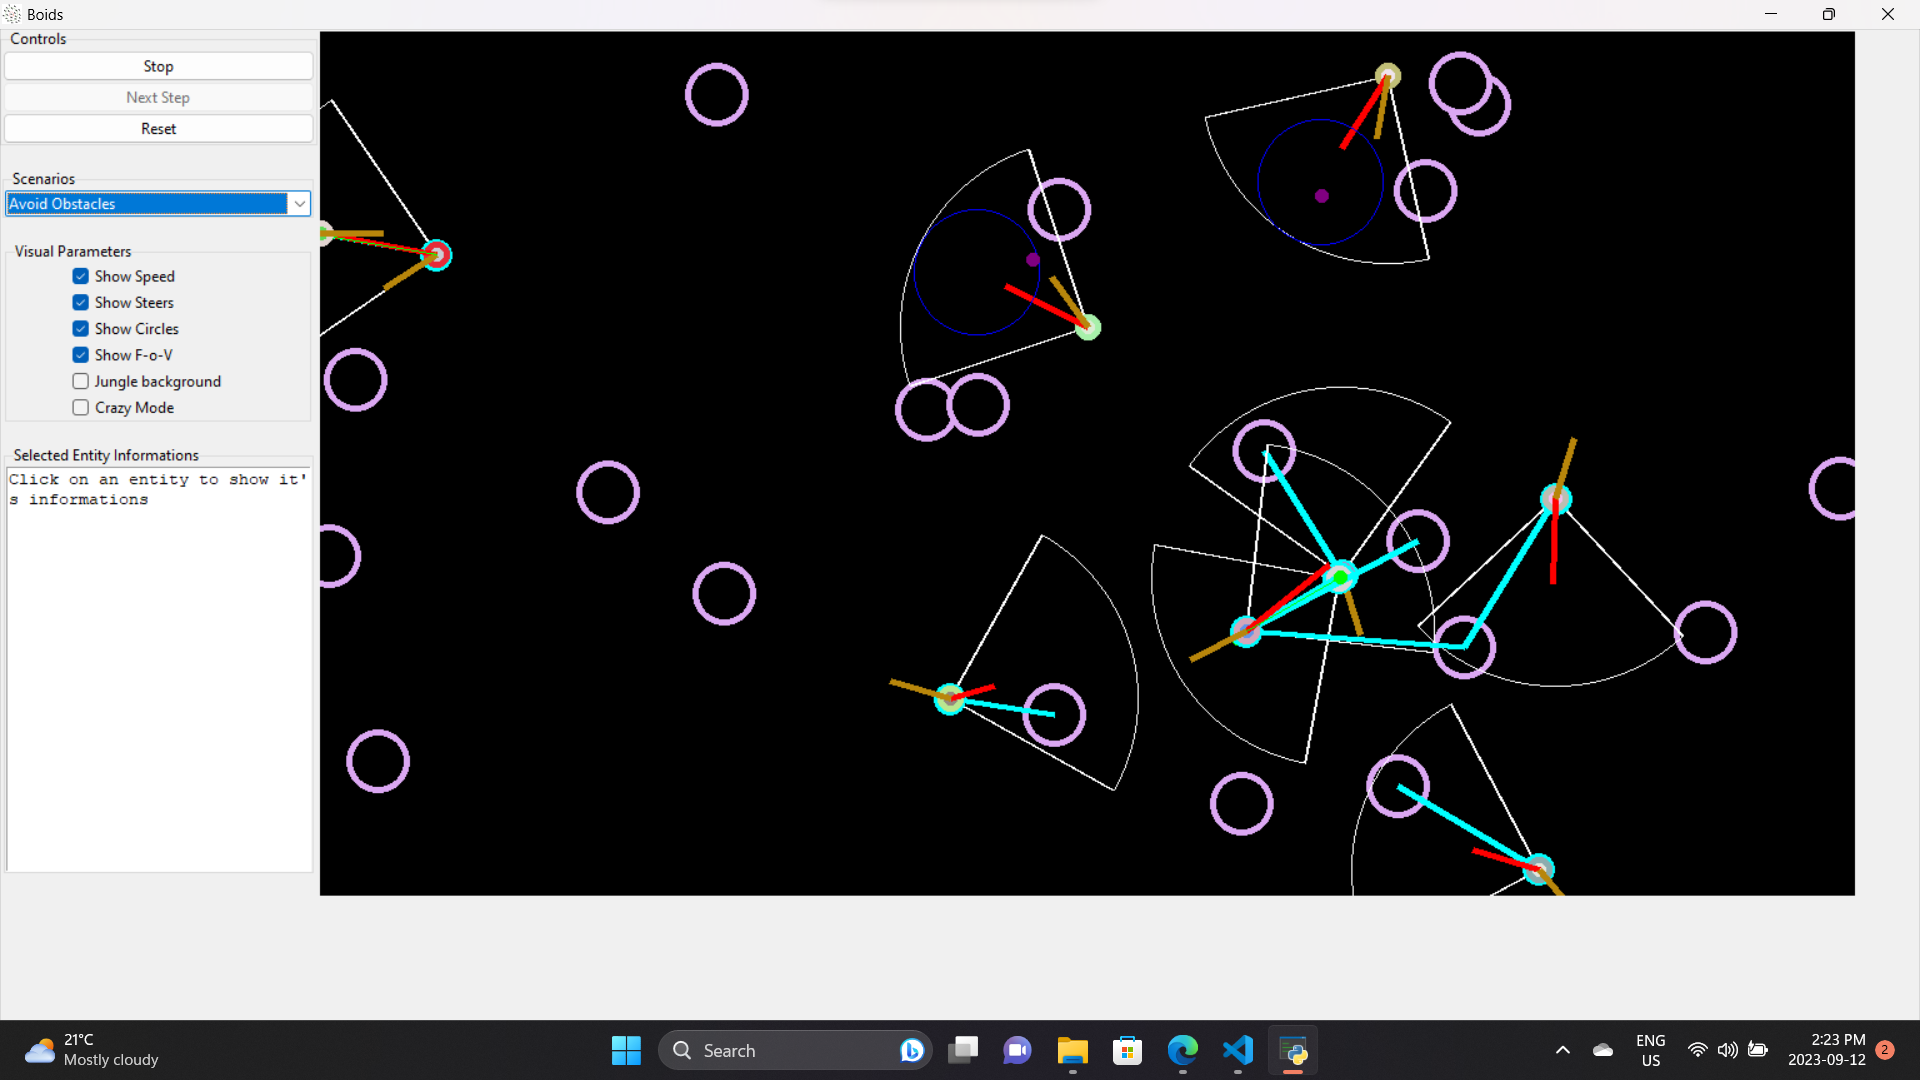 Boids
Controls
Stop
Next Step
Reset
Scenarios
Avoid Obstacles
Visual Parameters
Show Speed
Show Steers
Show Circles
Show F-o-V
Jungle background
Crazy Mode
Selected Entity Informations
Click on an entity to show it'
s informations
21°C
Mostly cloudy
Search
ENG
US
2:23 PM
2023-09-12
2